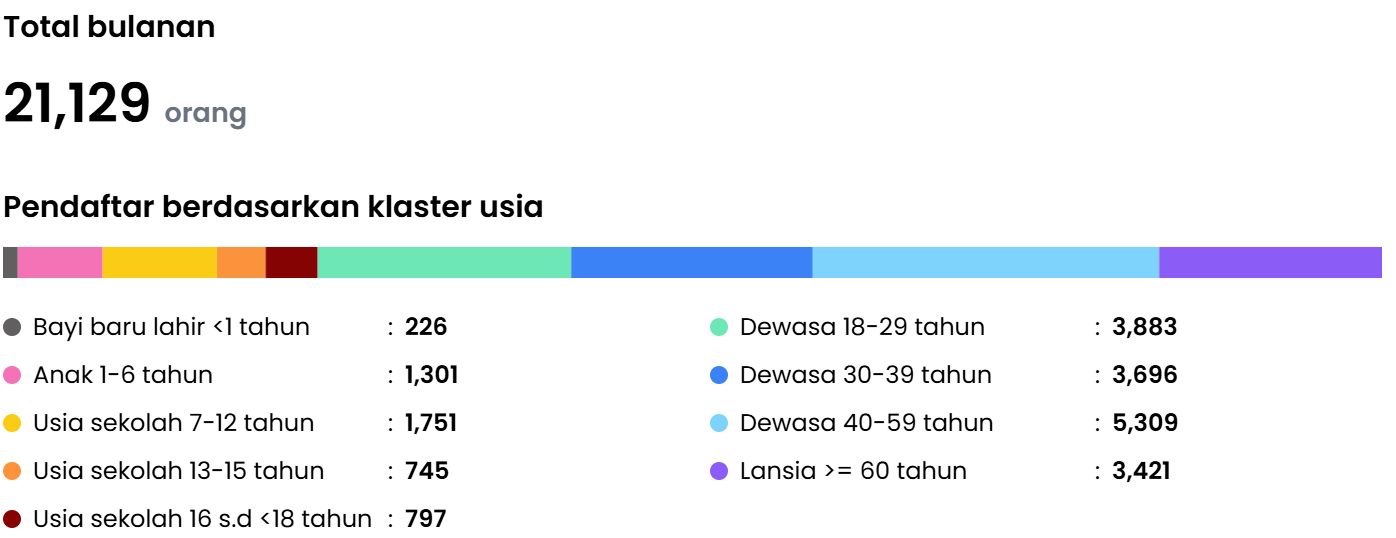 Total bulanan
21,129 orang
Pendaftar berdasarkan klaster usia
Bayi baru lahir <1 tahun : 226
Anak 1-6 tahun : 1,301
Usia sekolah 7-12 tahun : 1,751
Usia sekolah 13-15 tahun : 745
Usia sekolah 16 s.d <18 tahun : 797
Dewasa 18-29 tahun : 3,883
Dewasa 30-39 tahun : 3,696
Dewasa 40-59 tahun : 5,309
Lansia >= 60 tahun : 3,421